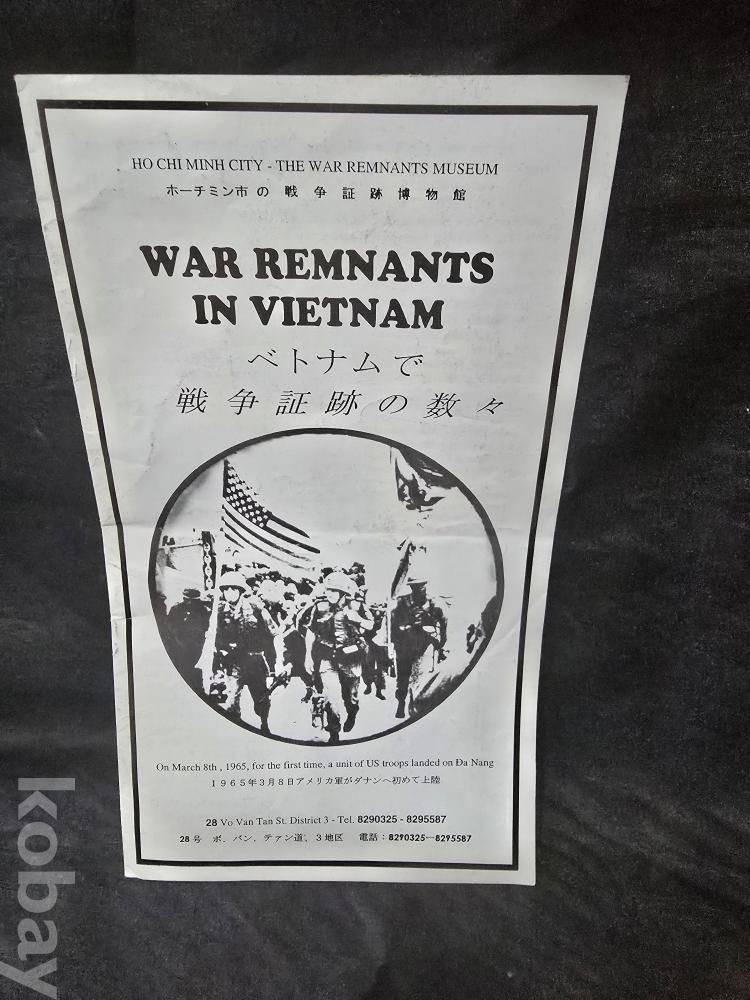 HO CHI MINH CITY - THE WAR REMNANTS MUSEUM
ホーチミン市の戦争証跡博物館
WAR REMNANTS
IN VIETNAM
ベトナムで
戦争証跡の数々
On March 8th , 1965, for the first time, a unit of US troops landed on Đa Nang
1965年3月8日アメリカ軍がダナンへ初めて上陸
28 Vo Van Tan St. District 3 - Tel. 8290325 - 8295587
28号 ボ. バン. テァン道、3地区 電話:8290325—8295587
kobay